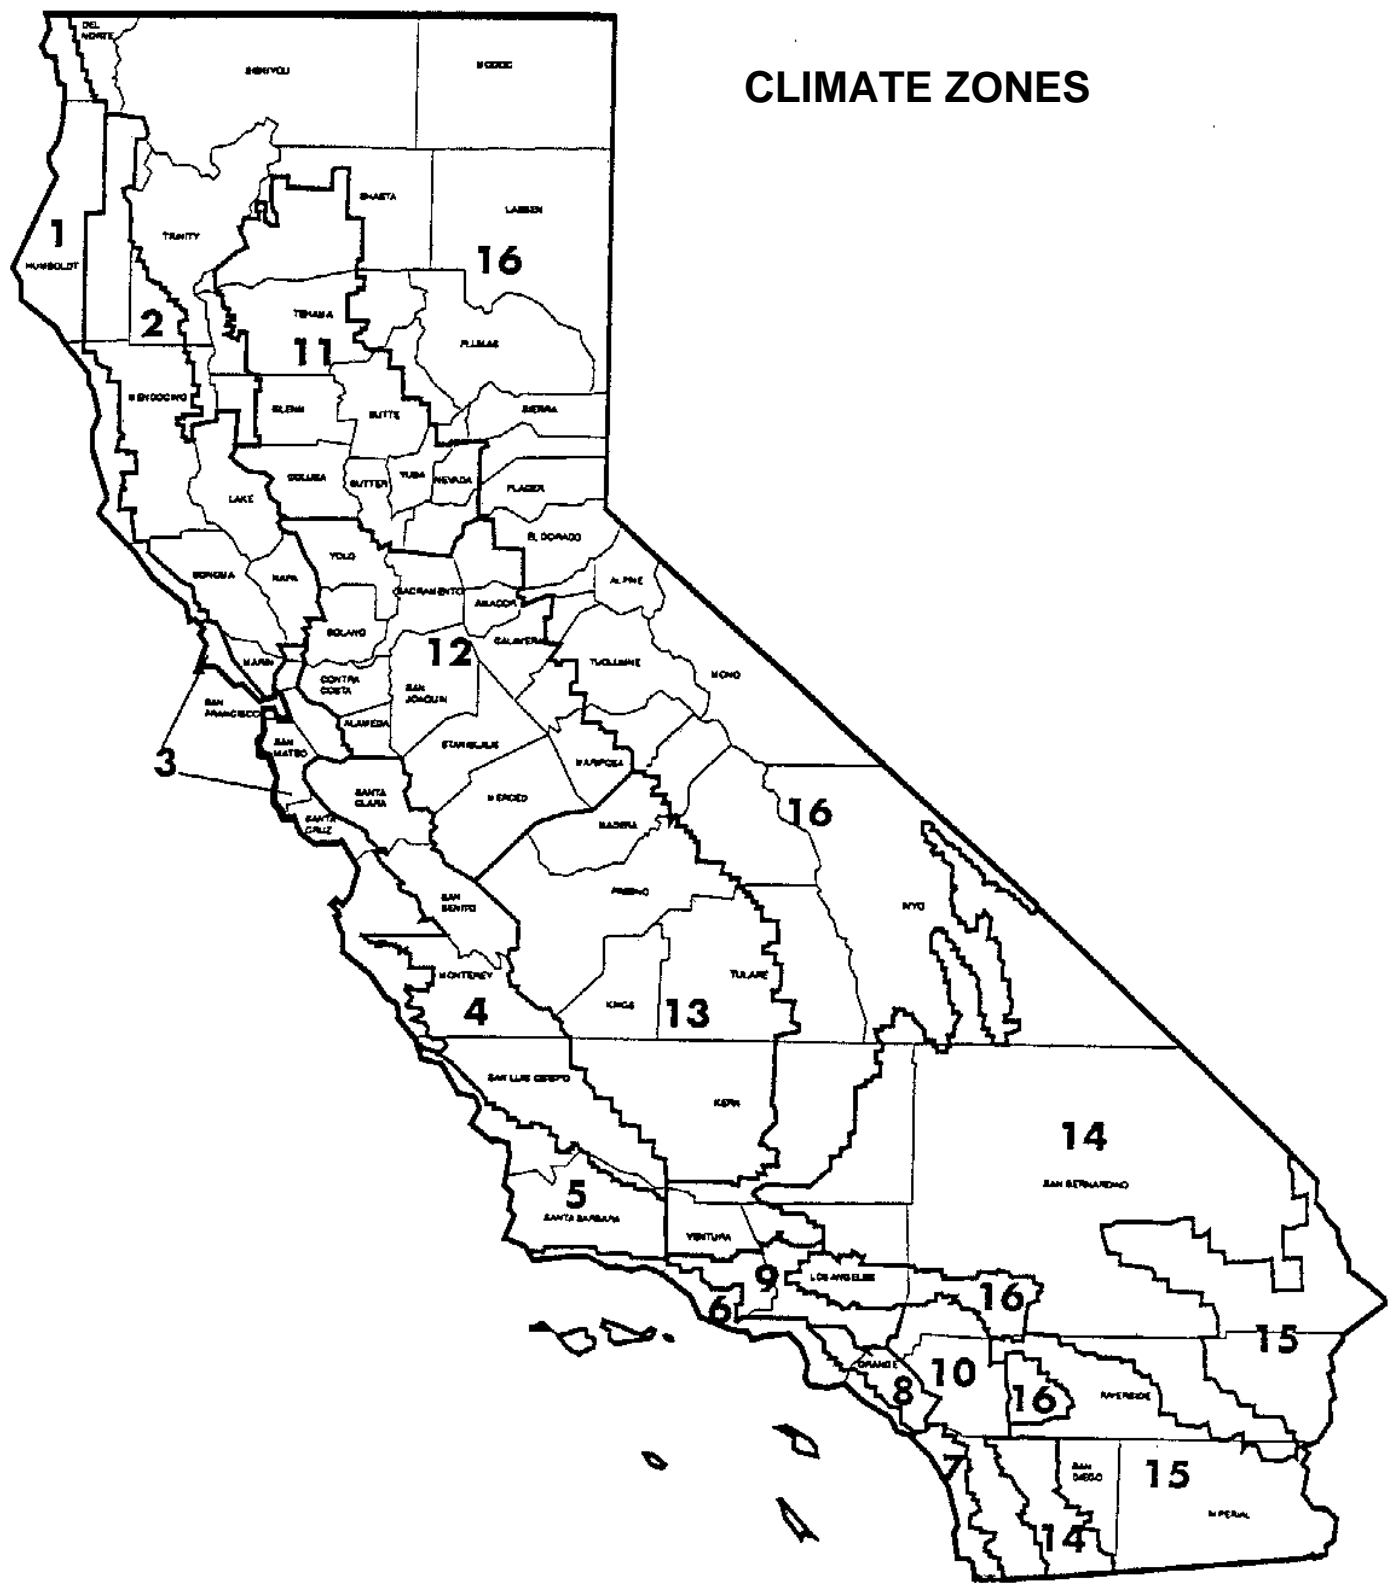 DEL
NORTE
CLIMATE ZONES
SISKIYOU
MODOC
SHASTA
LASSEN
1
TRINITY
HUMBOLDT
16
2
TEHAMA
11
PLUMAS
MENDOCINO
GLENN
BUTTE
SIERRA
COLUSA
SUTTER
YUBA
NEVADA
PLACER
LAKE
EL DORADO
YOLO
SONOMA
NAPA
SACRAMENTO
ALPINE
AMADOR
SOLANO
12
CALAVERAS
MARIN
TUOLUMNE
MONO
CONTRA
COSTA
SAN
JOAQUIN
SAN
FRANCISCO
ALAMEDA
3
SAN
MATEO
STANISLAUS
MARIPOSA
SANTA
CLARA
MERCED
16
SANTA
CRUZ
MADERA
FRESNO
SAN
BENITO
INYO
MONTEREY
TULARE
4
KINGS
13
SAN LUIS OBISPO
KERN
14
SAN BERNARDINO
5
SANTA BARBARA
VENTURA
9
LOS ANGELES
6
16
15
ORANGE
10
8
16
RIVERSIDE
7
SAN
DIEGO
15
IMPERIAL
14